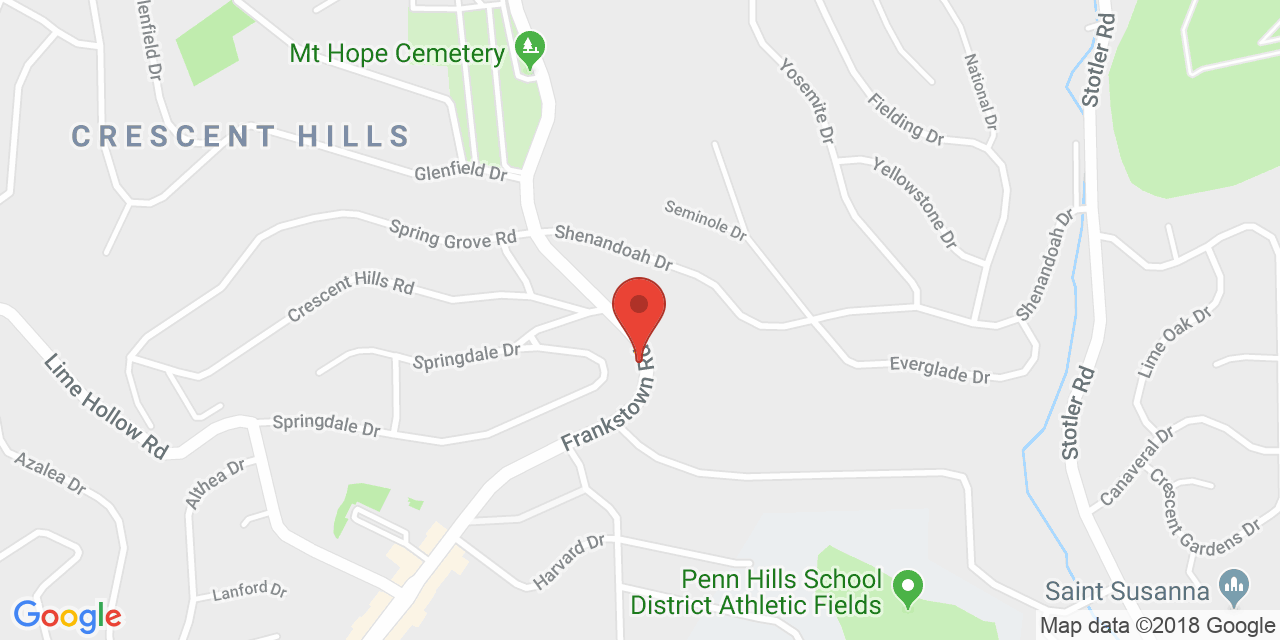 Glenfield Dr
Mt Hope Cemetery
Stotler Rd
Yosemite Dr
Fielding Dr
National Dr
CRESCENT HILLS
Glenfield Dr
Yellowstone Dr
Seminole Dr
Spring Grove Rd
Shenandoah Dr
Shenandoah Dr
Crescent Hills Rd
Lime Oak Dr
Springdale Dr
Everglade Dr
Lime Hollow Rd
Frankstown Rd
Stotler Rd
Springdale Dr
Azalea Dr
Althea Dr
Canaveral Dr
Crescent Gardens Dr
Harvard Dr
Lanford Dr
Penn Hills School
District Athletic Fields
Saint Susanna
Google
Map data ©2018 Google